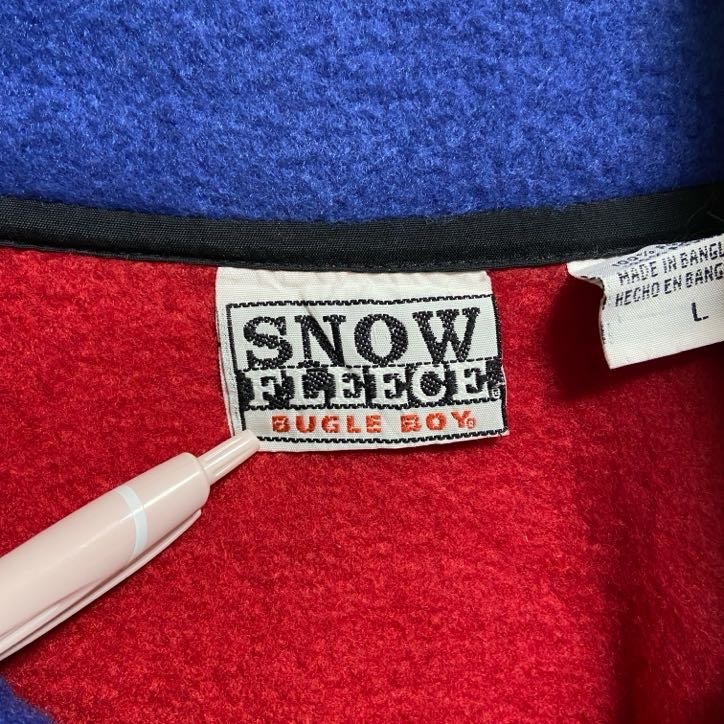 SNOW
FLEECE®
BUGLE BOY®
MADE IN BANGL
HECHO EN BANG
L